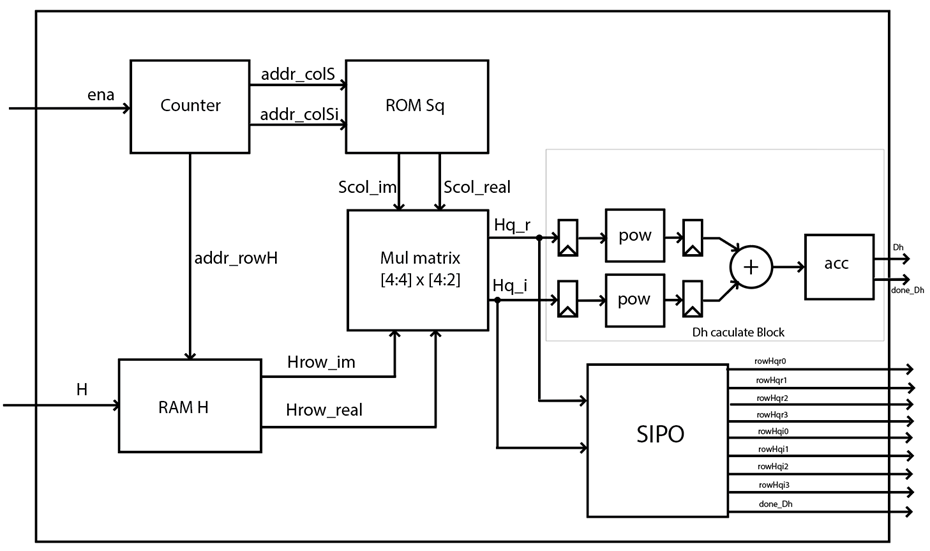 ena
Counter
addr_colS
addr_colSi
ROM Sq
Scol_im
Scol_real
addr_rowH
Mul matrix
[4:4] x [4:2]
Hq_r
Hq_i
pow
pow
+
acc
Dh
done_Dh
Dh caculate Block
H
RAM H
Hrow_im
Hrow_real
SIPO
rowHqr0
rowHqr1
rowHqr2
rowHqr3
rowHqi0
rowHqi1
rowHqi2
rowHqi3
done_Dh